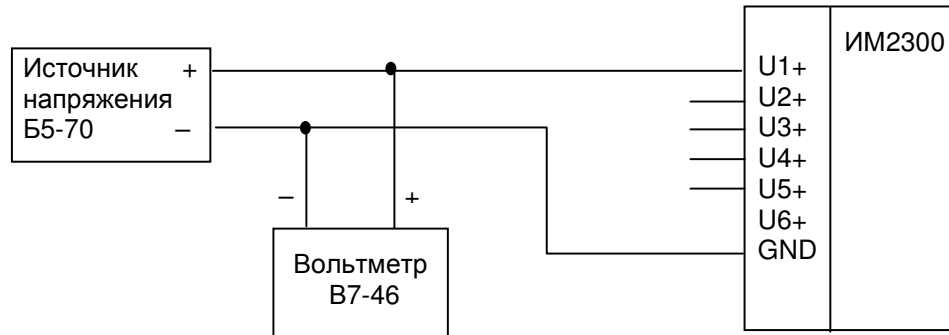 Источник +
напряжения
Б5-70 –
ИМ2300
U1+
U2+
U3+
U4+
U5+
U6+
GND
– +
Вольтметр
В7-46